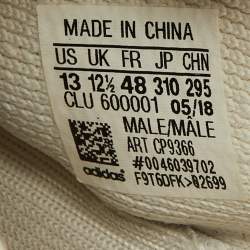 MADE IN CHINA
US UK FR JP CHN
13 12½ 48 310 295
CLU 600001 05/18
MALE/MÂLE
ART CP9366
#0046039702
F9T6DFK>Q2699
adidas